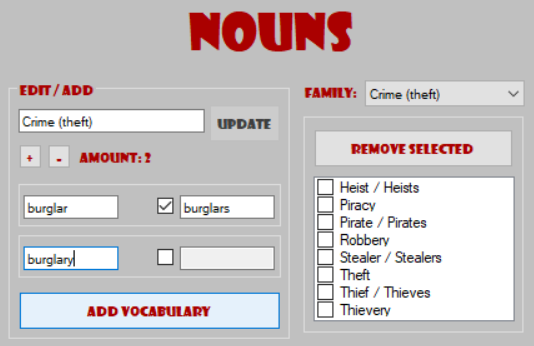 NOUNS
EDIT / ADD
Crime (theft)
UPDATE
+
-
AMOUNT: 2
burglar
burglars
burglary
ADD VOCABULARY
FAMILY:
Crime (theft)
REMOVE SELECTED
Heist / Heists
Piracy
Pirate / Pirates
Robbery
Stealer / Stealers
Theft
Thief / Thieves
Thievery